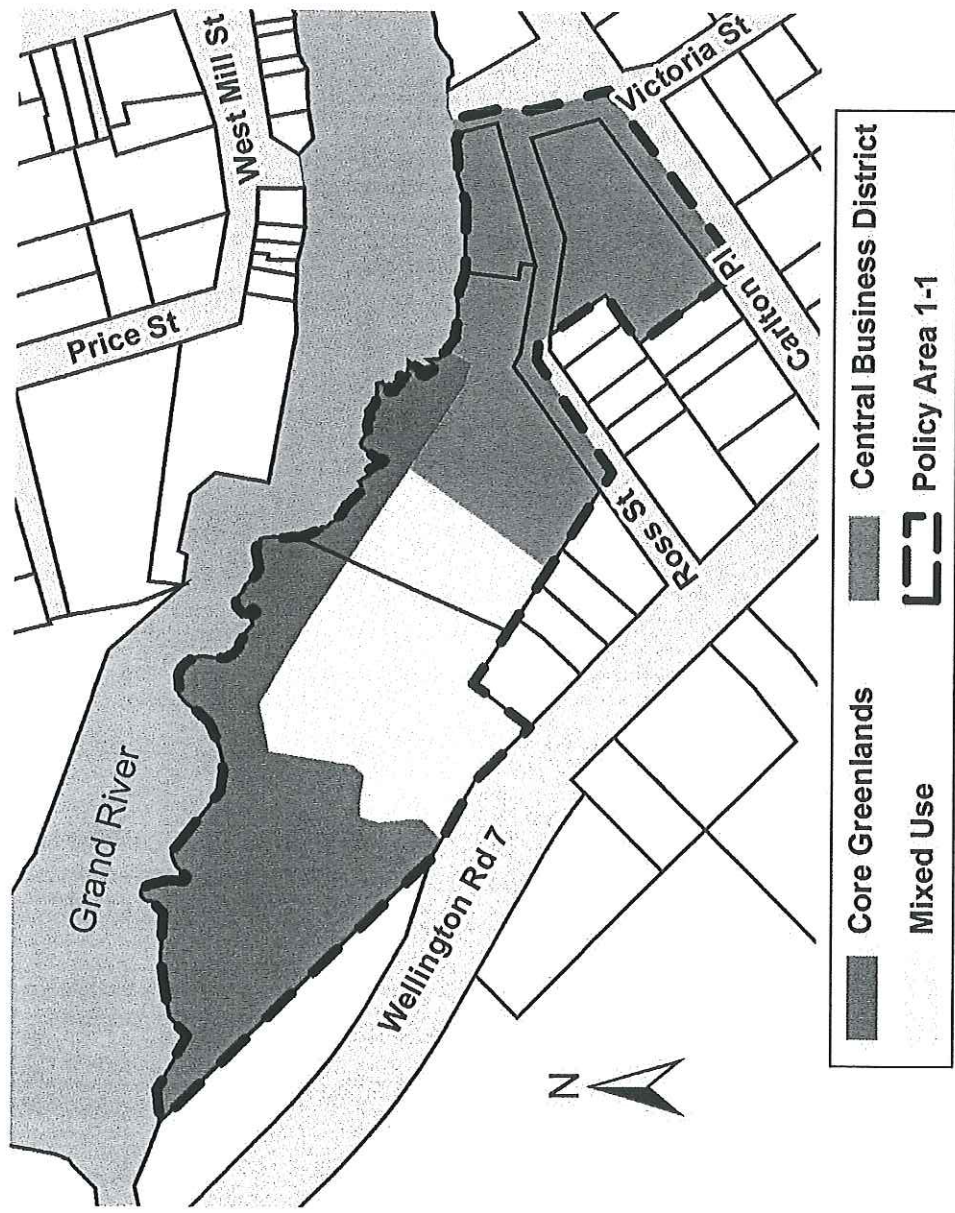 West Mill St
Price St
Grand River
Victoria St
Carlton Pl
Ross St
Wellington Rd 7
N
Core Greenlands
Central Business District
Mixed Use
Policy Area 1-1